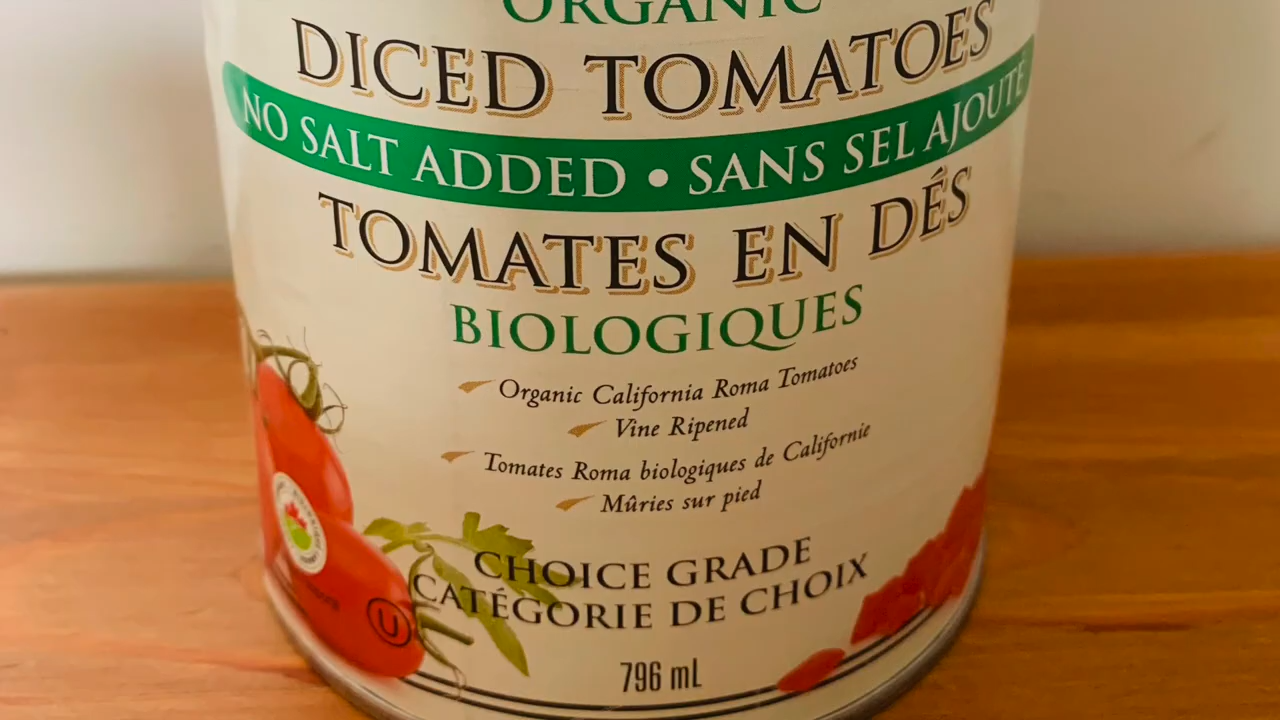 ORGANIC
DICED TOMATOES
NO SALT ADDED • SANS SEL AJOUTÉ
TOMATES EN DÉS
BIOLOGIQUES
Organic California Roma Tomatoes
Vine Ripened
Tomates Roma biologiques de Californie
Mûries sur pied
CHOICE GRADE
CATÉGORIE DE CHOIX
U
796 mL